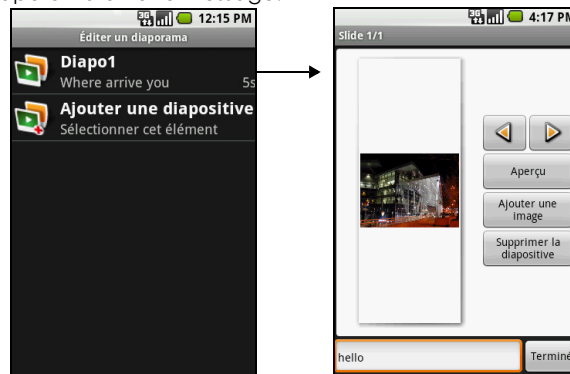 12:15 PM
Éditer un diaporama
Diapo1
Where arrive you 5s
Ajouter une diapositive
Sélectionner cet élément
4:17 PM
Slide 1/1
Aperçu
Ajouter une
image
Supprimer la
diapositive
hello
Terminé